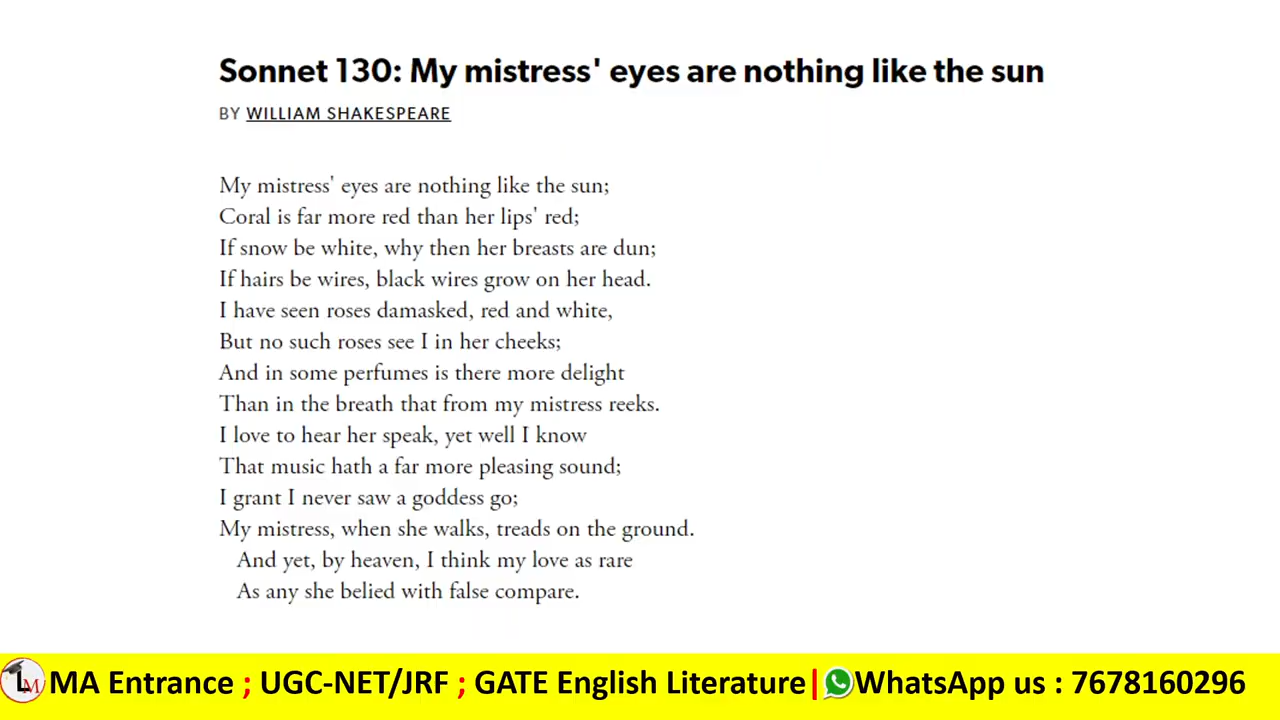 Sonnet 130: My mistress' eyes are nothing like the sun
BY WILLIAM SHAKESPEARE
My mistress' eyes are nothing like the sun;
Coral is far more red than her lips' red;
If snow be white, why then her breasts are dun;
If hairs be wires, black wires grow on her head.
I have seen roses damasked, red and white,
But no such roses see I in her cheeks;
And in some perfumes is there more delight
Than in the breath that from my mistress reeks.
I love to hear her speak, yet well I know
That music hath a far more pleasing sound;
I grant I never saw a goddess go;
My mistress, when she walks, treads on the ground.
And yet, by heaven, I think my love as rare
As any she belied with false compare.
LM MA Entrance ; UGC-NET/JRF ; GATE English Literature| WhatsApp us : 7678160296